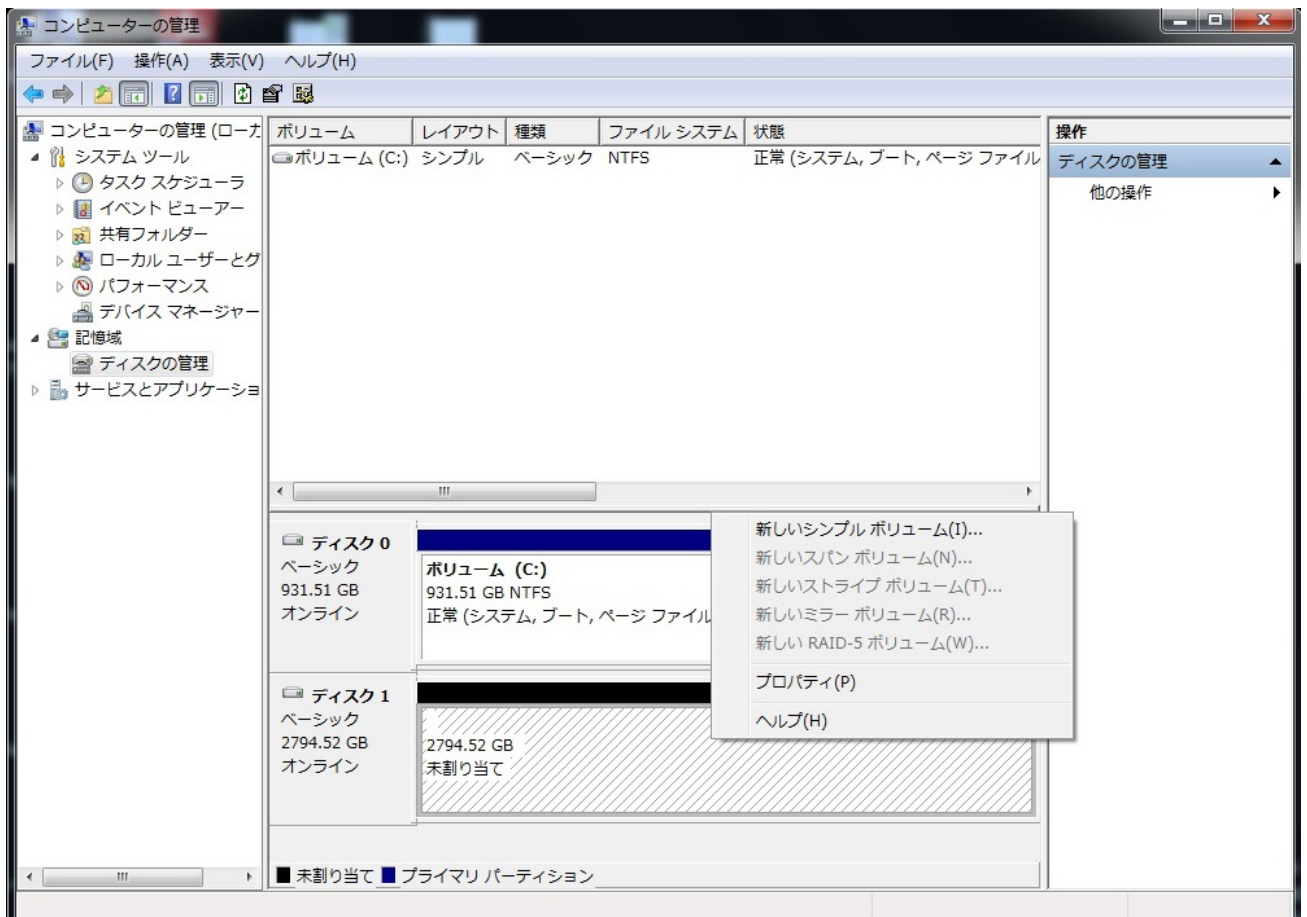 コンピューターの管理
ファイル(F) 操作(A) 表示(V) ヘルプ(H)
コンピューターの管理 (ローカ
システム ツール
タスク スケジューラ
イベント ビューアー
共有フォルダー
ローカル ユーザーとグ
パフォーマンス
デバイス マネージャー
記憶域
ディスクの管理
サービスとアプリケーショ
ボリューム レイアウト 種類 ファイル システム 状態
ボリューム (C:) シンプル ベーシック NTFS 正常 (システム, ブート, ページ ファイル
操作
ディスクの管理
他の操作
ディスク 0
ベーシック
931.51 GB
オンライン
ボリューム (C:)
931.51 GB NTFS
正常 (システム, ブート, ページ ファイル
ディスク 1
ベーシック
2794.52 GB
オンライン
2794.52 GB
未割り当て
新しいシンプル ボリューム(I)...
新しいスパン ボリューム(N)...
新しいストライプ ボリューム(T)...
新しいミラー ボリューム(R)...
新しい RAID-5 ボリューム(W)...
プロパティ(P)
ヘルプ(H)
未割り当て プライマリ パーティション